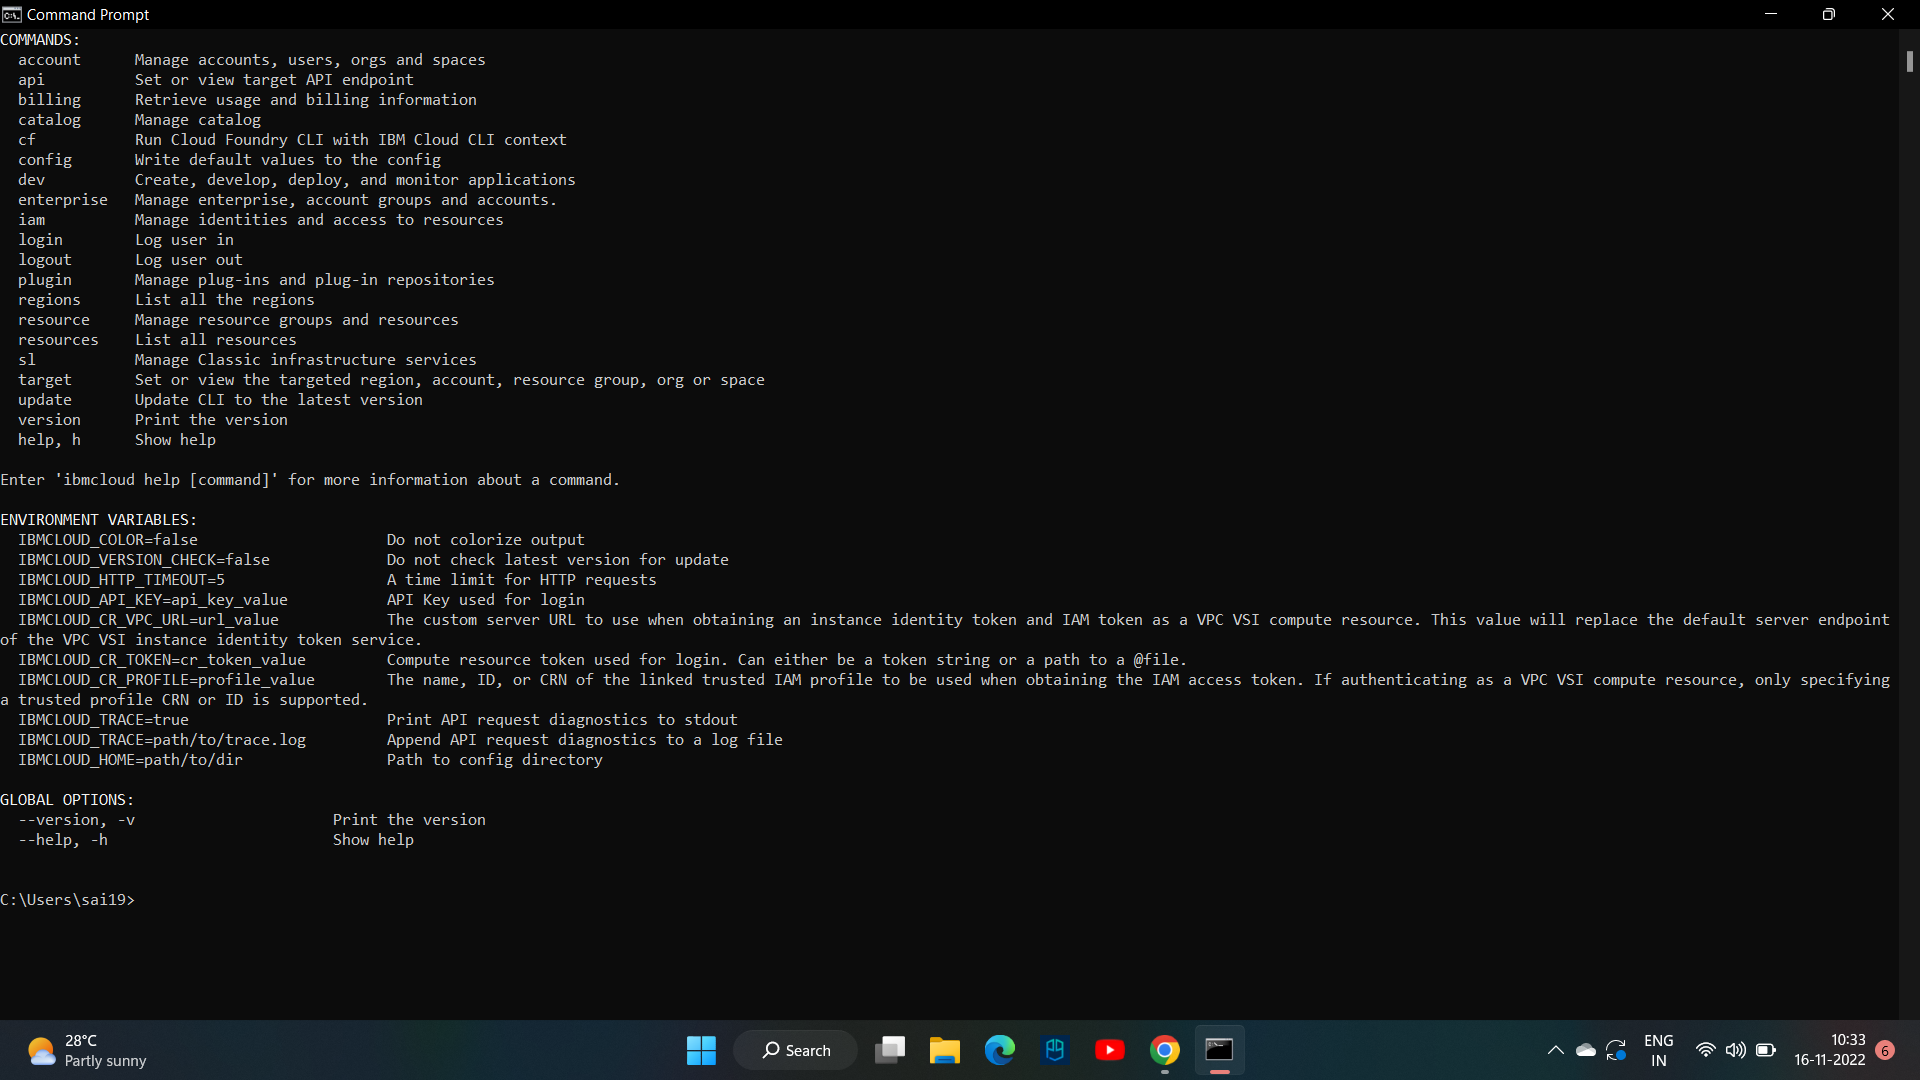 Command Prompt
COMMANDS:
account Manage accounts, users, orgs and spaces
api Set or view target API endpoint
billing Retrieve usage and billing information
catalog Manage catalog
cf Run Cloud Foundry CLI with IBM Cloud CLI context
config Write default values to the config
dev Create, develop, deploy, and monitor applications
enterprise Manage enterprise, account groups and accounts.
iam Manage identities and access to resources
login Log user in
logout Log user out
plugin Manage plug-ins and plug-in repositories
regions List all the regions
resource Manage resource groups and resources
resources List all resources
sl Manage Classic infrastructure services
target Set or view the targeted region, account, resource group, org or space
update Update CLI to the latest version
version Print the version
help, h Show help
Enter 'ibmcloud help [command]' for more information about a command.
ENVIRONMENT VARIABLES:
IBMCLOUD_COLOR=false Do not colorize output
IBMCLOUD_VERSION_CHECK=false Do not check latest version for update
IBMCLOUD_HTTP_TIMEOUT=5 A time limit for HTTP requests
IBMCLOUD_API_KEY=api_key_value API Key used for login
IBMCLOUD_CR_VPC_URL=url_value The custom server URL to use when obtaining an instance identity token and IAM token as a VPC VSI compute resource. This value will replace the default server endpoint
of the VPC VSI instance identity token service.
IBMCLOUD_CR_TOKEN=cr_token_value Compute resource token used for login. Can either be a token string or a path to a @file.
IBMCLOUD_CR_PROFILE=profile_value The name, ID, or CRN of the linked trusted IAM profile to be used when obtaining the IAM access token. If authenticating as a VPC VSI compute resource, only specifying
a trusted profile CRN or ID is supported.
IBMCLOUD_TRACE=true Print API request diagnostics to stdout
IBMCLOUD_TRACE=path/to/trace.log Append API request diagnostics to a log file
IBMCLOUD_HOME=path/to/dir Path to config directory
GLOBAL OPTIONS:
--version, -v Print the version
--help, -h Show help
C:\Users\sai19>
28°C
Partly sunny
Search
ENG
IN
10:33
16-11-2022
6